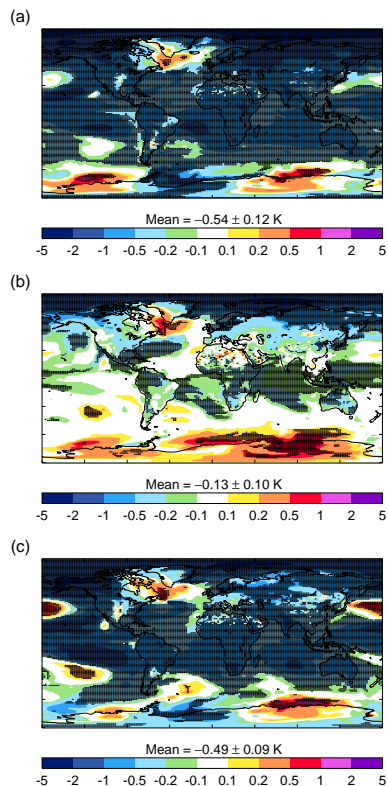 (a)
Mean = −0.54 ± 0.12 K
-5 -2 -1 -0.5 -0.2 -0.1 0.1 0.2 0.5 1 2 5
(b)
Mean = −0.13 ± 0.10 K
-5 -2 -1 -0.5 -0.2 -0.1 0.1 0.2 0.5 1 2 5
(c)
Mean = −0.49 ± 0.09 K
-5 -2 -1 -0.5 -0.2 -0.1 0.1 0.2 0.5 1 2 5